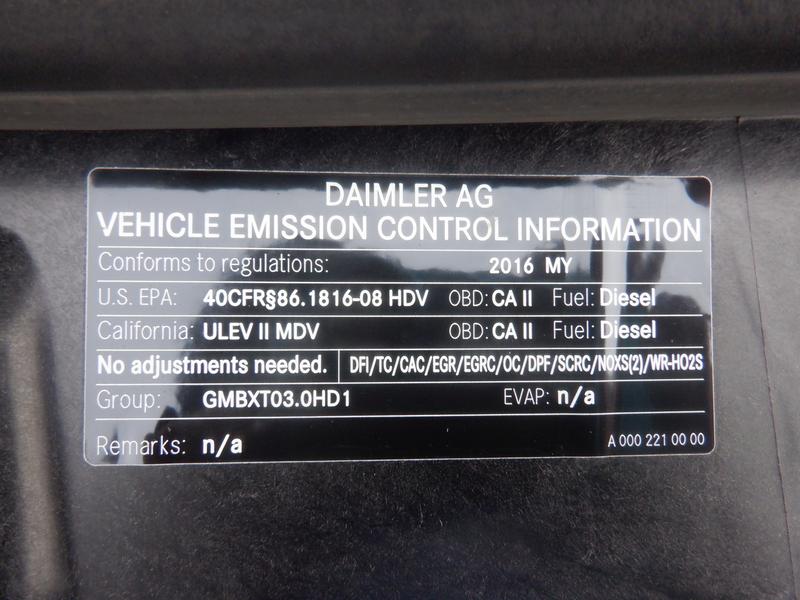 DAIMLER AG
VEHICLE EMISSION CONTROL INFORMATION
Conforms to regulations: 2016 MY
U.S. EPA: 40CFR§86.1816-08 HDV OBD: CA II Fuel: Diesel
California: ULEV II MDV OBD: CA II Fuel: Diesel
No adjustments needed. DFI/TC/CAC/EGR/EGRC/OC/DPF/SCRC/NOXS(2)/WR-HO2S
Group: GMBXT03.0HD1 EVAP: n/a
Remarks: n/a A 000 221 00 00